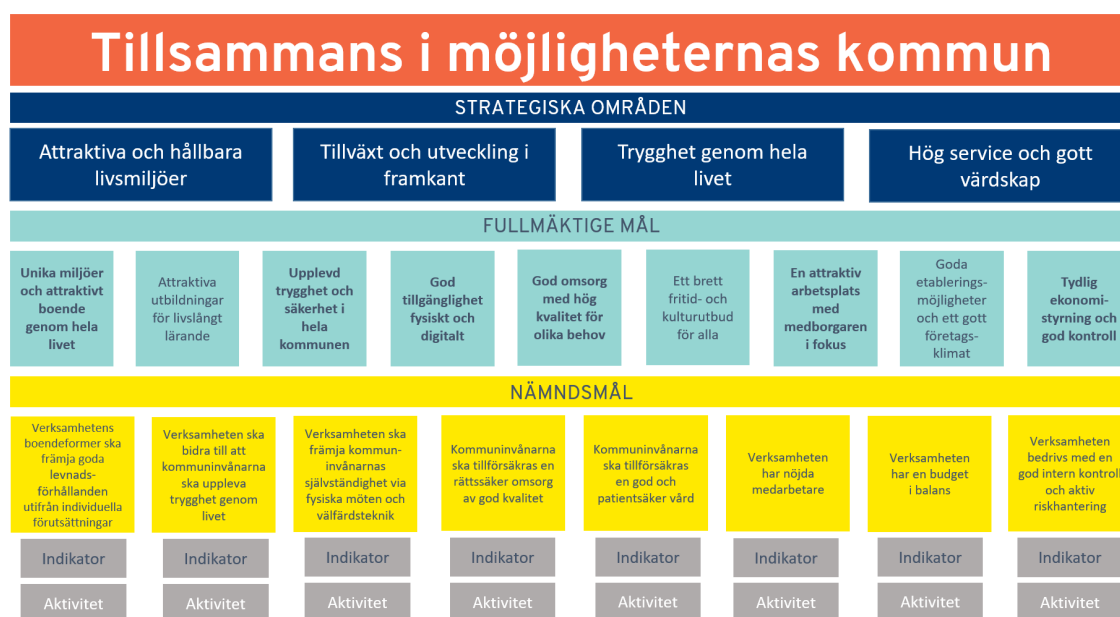 Tillsammans i möjligheternas kommun
STRATEGISKA OMRÅDEN
Attraktiva och hållbara
livsmiljöer
Tillväxt och utveckling i
framkant
Trygghet genom hela
livet
Hög service och gott
värdskap
FULLMÄKTIGE MÅL
Unika miljöer
och attraktivt
boende
genom hela
livet
Attraktiva
utbildningar
för livslångt
lärande
Upplevd
trygghet och
säkerhet i
hela
kommunen
God
tillgänglighet
fysiskt och
digitalt
God omsorg
med hög
kvalitet för
olika behov
Ett brett
fritid- och
kulturutbud
för alla
En attraktiv
arbetsplats
med
medborgaren
i fokus
Goda
etablerings-
möjligheter
och ett gott
företags-
klimat
Tydlig
ekonomi-
styrning och
god kontroll
NÄMNDSMÅL
Verksamhetens
boendeformer ska
främja goda
levnads-
förhållanden
utifrån individuella
förutsättningar
Verksamheten ska
bidra till att
kommuninvånarna
ska uppleva
trygghet genom
livet
Verksamheten ska
främja kommun-
invånarnas
självständighet via
fysiska möten och
välfärdsteknik
Kommuninvånarna
ska tillförsäkras en
rättssäker omsorg
av god kvalitet
Kommuninvånarna
ska tillförsäkras
en god och
patientsäker vård
Verksamheten
har nöjda
medarbetare
Verksamheten
har en budget
i balans
Verksamheten
bedrivs med en
god intern kontroll
och aktiv
riskhantering
Indikator
Indikator
Indikator
Indikator
Indikator
Indikator
Indikator
Indikator
Aktivitet
Aktivitet
Aktivitet
Aktivitet
Aktivitet
Aktivitet
Aktivitet
Aktivitet